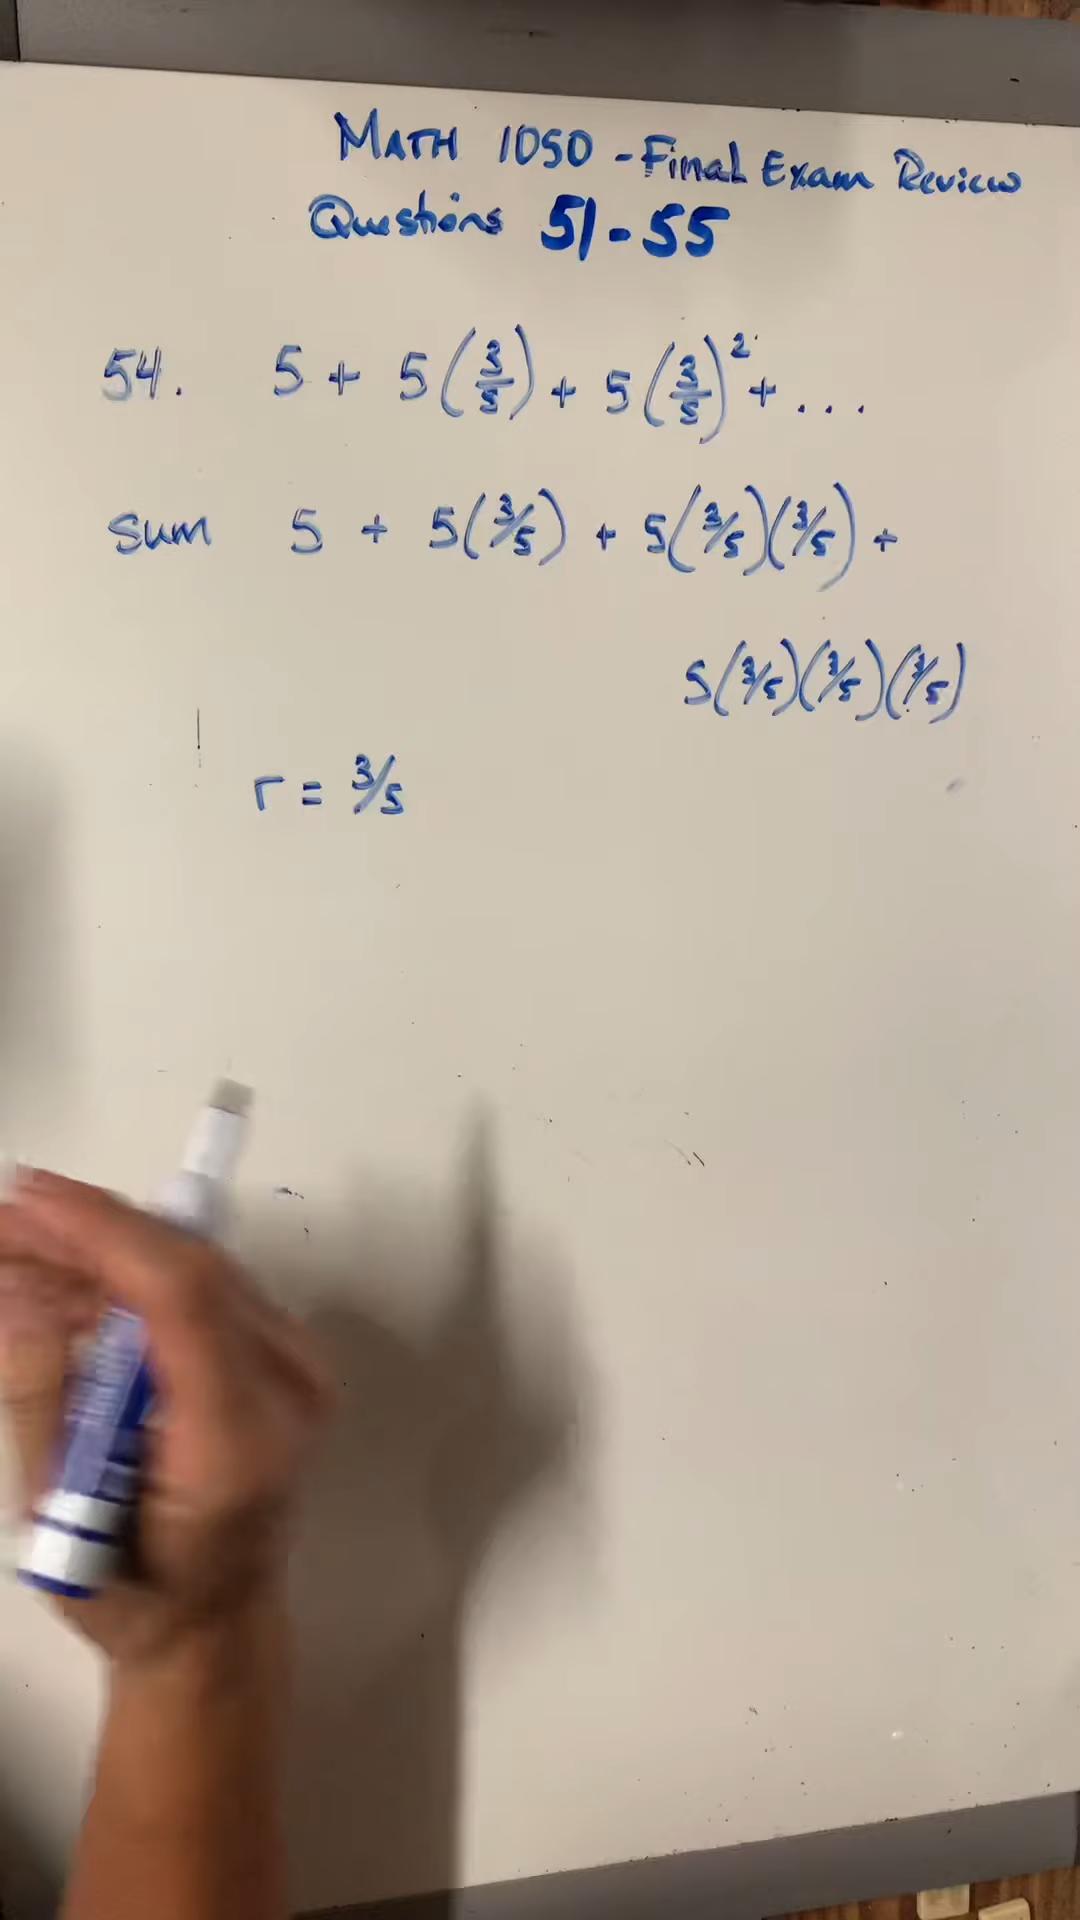 MATH 1050 - Final Exam Review
Questions 51-55
54. 5 + 5(3/5) + 5(3/5)² + ...
sum 5 + 5(3/5) + 5(3/5)(3/5) +
5(3/5)(3/5)(3/5)
r = 3/5